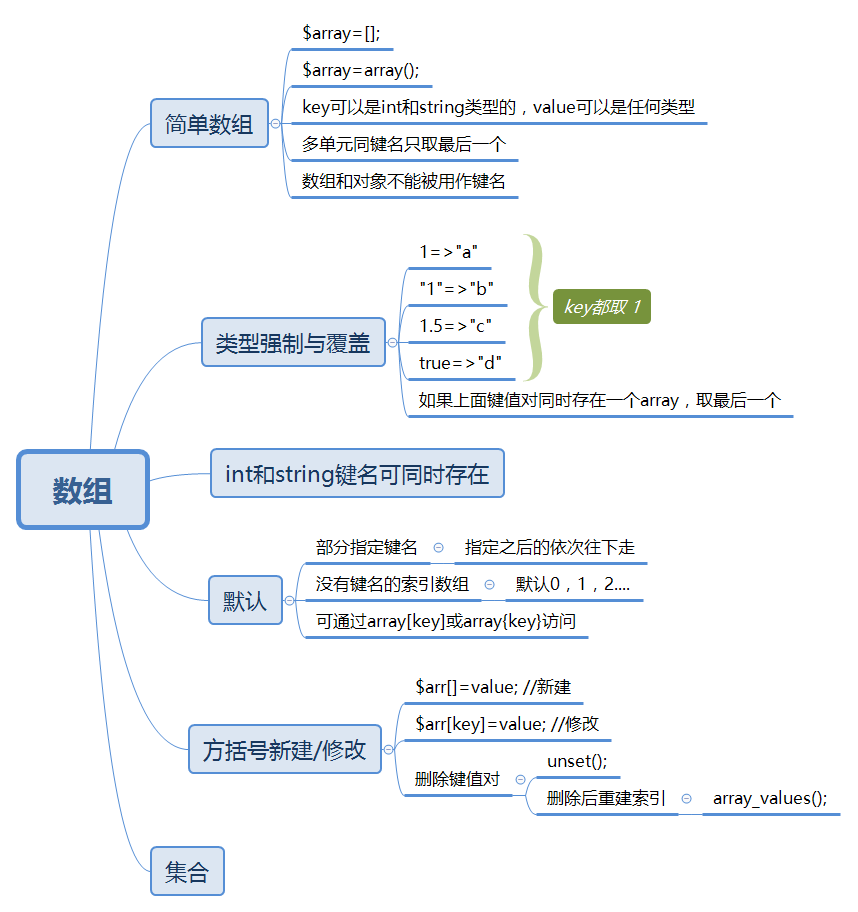 数组
简单数组
$array=[];
$array=array();
key可以是int和string类型的，value可以是任何类型
多单元同键名只取最后一个
数组和对象不能被用作键名
类型强制与覆盖
1=>"a"
"1"=>"b"
1.5=>"c"
true=>"d"
key都取 1
如果上面键值对同时存在一个array，取最后一个
int和string键名可同时存在
默认
部分指定键名
指定之后的依次往下走
没有键名的索引数组
默认0，1，2....
可通过array[key]或array{key}访问
方括号新建/修改
$arr[]=value; //新建
$arr[key]=value; //修改
删除键值对
unset();
删除后重建索引
array_values();
集合